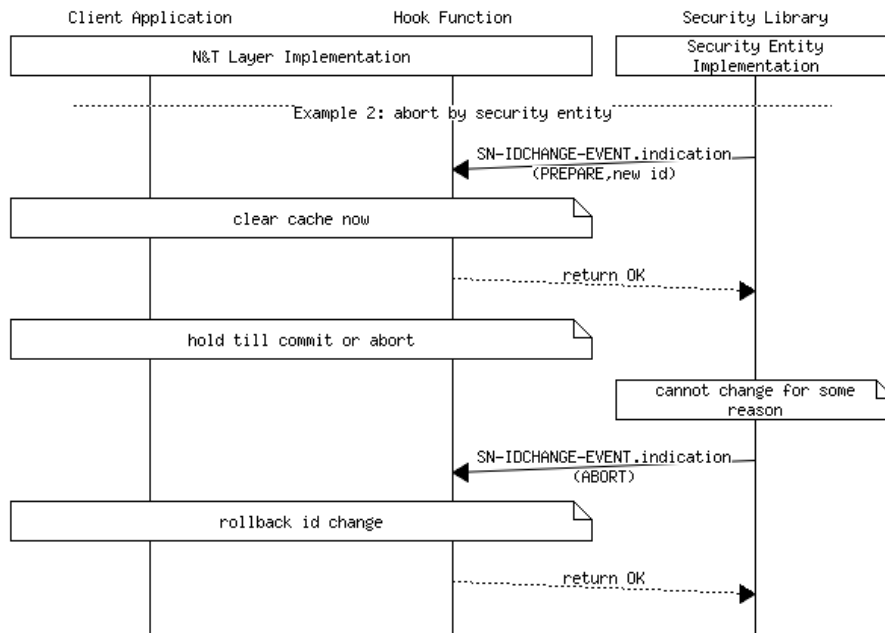 Client Application
Hook Function
Security Library
N&T Layer Implementation
Security Entity
Implementation
Example 2: abort by security entity
SN-IDCHANGE-EVENT.indication
(PREPARE,new id)
clear cache now
return OK
hold till commit or abort
cannot change for some
reason
SN-IDCHANGE-EVENT.indication
(ABORT)
rollback id change
return OK